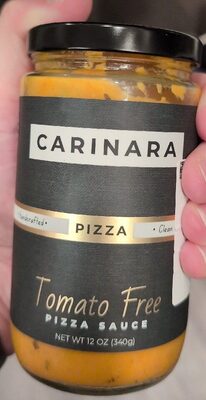 CARINARA
Handcrafted • PIZZA • Clean
Tomato Free
PIZZA SAUCE
NET WT 12 OZ (340g)